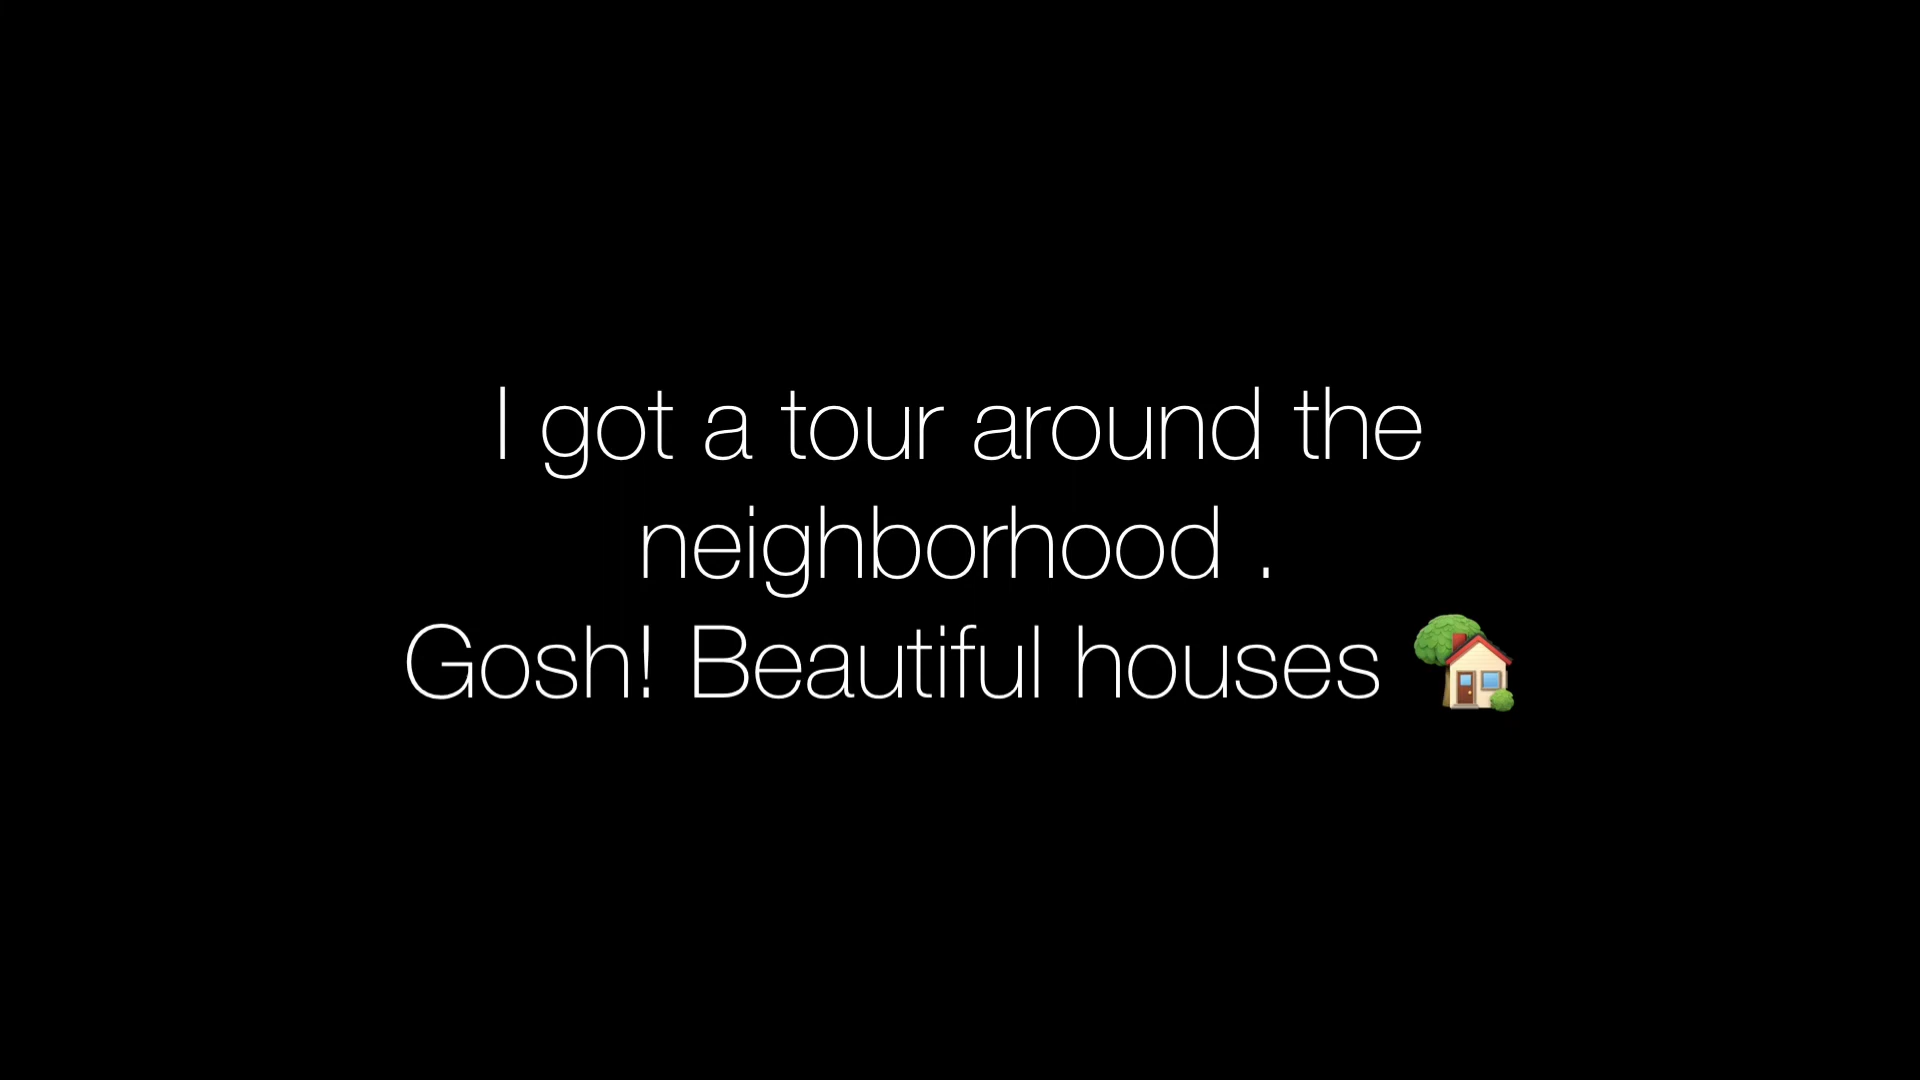 I got a tour around the
neighborhood .
Gosh! Beautiful houses 🏡